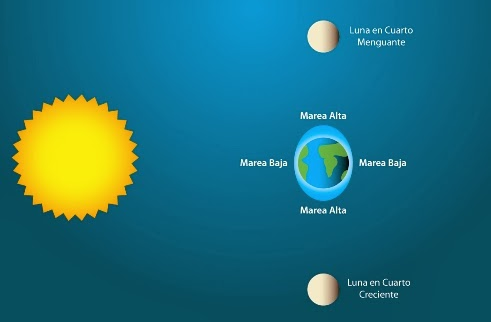 Luna en Cuarto
Menguante
Marea Alta
Marea Baja
Marea Baja
Marea Alta
Luna en Cuarto
Creciente